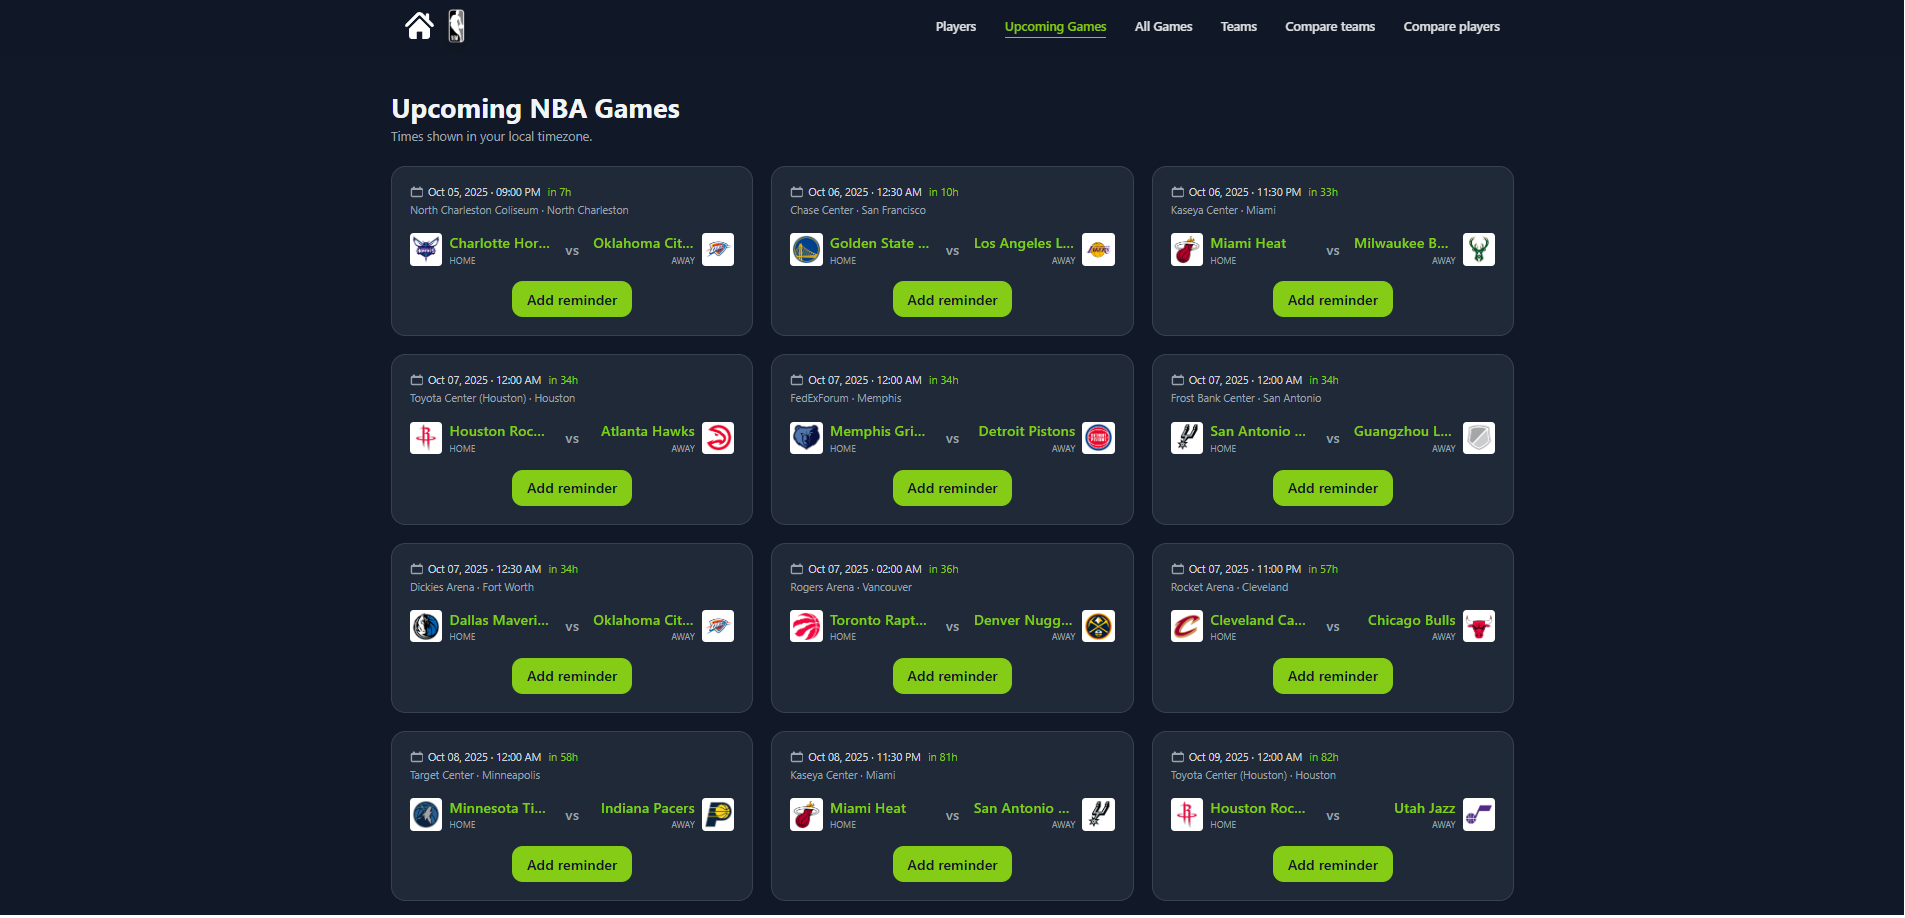 Players Upcoming Games All Games Teams Compare teams Compare players
Upcoming NBA Games
Times shown in your local timezone.
Oct 05, 2025 · 09:00 PM in 7h
North Charleston Coliseum · North Charleston
Charlotte Hor... vs Oklahoma Cit...
HOME AWAY
Add reminder
Oct 06, 2025 · 12:30 AM in 10h
Chase Center · San Francisco
Golden State ... vs Los Angeles L...
HOME AWAY
Add reminder
Oct 06, 2025 · 11:30 PM in 33h
Kaseya Center · Miami
Miami Heat vs Milwaukee B...
HOME AWAY
Add reminder
Oct 07, 2025 · 12:00 AM in 34h
Toyota Center (Houston) · Houston
Houston Roc... vs Atlanta Hawks
HOME AWAY
Add reminder
Oct 07, 2025 · 12:00 AM in 34h
FedExForum · Memphis
Memphis Gri... vs Detroit Pistons
HOME AWAY
Add reminder
Oct 07, 2025 · 12:00 AM in 34h
Frost Bank Center · San Antonio
San Antonio ... vs Guangzhou L...
HOME AWAY
Add reminder
Oct 07, 2025 · 12:30 AM in 34h
Dickies Arena · Fort Worth
Dallas Maveri... vs Oklahoma Cit...
HOME AWAY
Add reminder
Oct 07, 2025 · 02:00 AM in 36h
Rogers Arena · Vancouver
Toronto Rapt... vs Denver Nugg...
HOME AWAY
Add reminder
Oct 07, 2025 · 11:00 PM in 57h
Rocket Arena · Cleveland
Cleveland Ca... vs Chicago Bulls
HOME AWAY
Add reminder
Oct 08, 2025 · 12:00 AM in 58h
Target Center · Minneapolis
Minnesota Ti... vs Indiana Pacers
HOME AWAY
Add reminder
Oct 08, 2025 · 11:30 PM in 81h
Kaseya Center · Miami
Miami Heat vs San Antonio ...
HOME AWAY
Add reminder
Oct 09, 2025 · 12:00 AM in 82h
Toyota Center (Houston) · Houston
Houston Roc... vs Utah Jazz
HOME AWAY
Add reminder